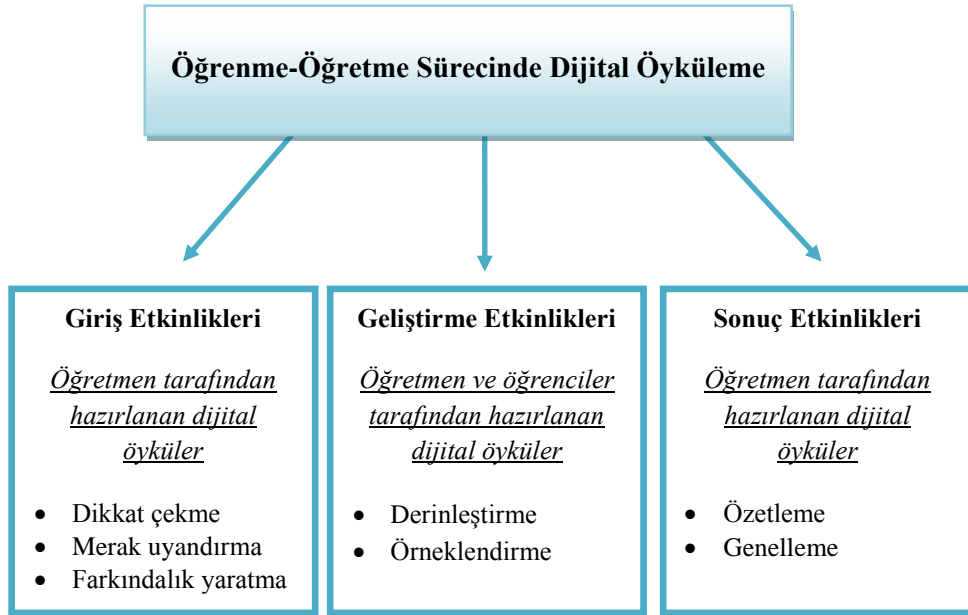 Öğrenme-Öğretme Sürecinde Dijital Öyküleme
Giriş Etkinlikleri
Öğretmen tarafından
hazırlanan dijital
öyküler
• Dikkat çekme
• Merak uyandırma
• Farkındalık yaratma
Geliştirme Etkinlikleri
Öğretmen ve öğrenciler
tarafından hazırlanan
dijital öyküler
• Derinleştirme
• Örneklendirme
Sonuç Etkinlikleri
Öğretmen tarafından
hazırlanan dijital
öyküler
• Özetleme
• Genelleme